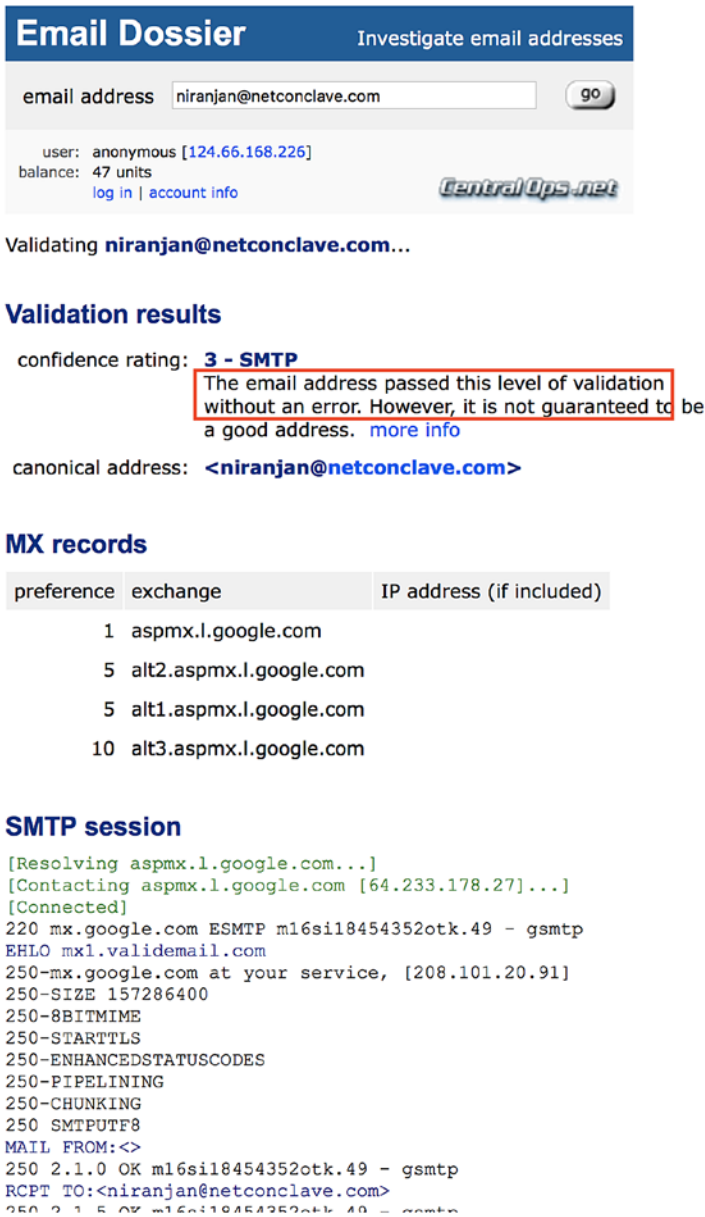 Email Dossier Investigate email addresses
email address niranjan@netconclave.com go
user: anonymous [124.66.168.226]
balance: 47 units
log in | account info
CentralOps.net
Validating niranjan@netconclave.com...
Validation results
confidence rating: 3 - SMTP
The email address passed this level of validation
without an error. However, it is not guaranteed to be
a good address. more info
canonical address: <niranjan@netconclave.com>
MX records
preference exchange IP address (if included)
1 aspmx.l.google.com
5 alt2.aspmx.l.google.com
5 alt1.aspmx.l.google.com
10 alt3.aspmx.l.google.com
SMTP session
[Resolving aspmx.l.google.com...]
[Contacting aspmx.l.google.com [64.233.178.27]...]
[Connected]
220 mx.google.com ESMTP m16si18454352otk.49 - gsmtp
EHLO mx1.validemail.com
250-mx.google.com at your service, [208.101.20.91]
250-SIZE 157286400
250-8BITMIME
250-STARTTLS
250-ENHANCEDSTATUSCODES
250-PIPELINING
250-CHUNKING
250 SMTPUTF8
MAIL FROM:<>
250 2.1.0 OK m16si18454352otk.49 - gsmtp
RCPT TO:<niranjan@netconclave.com>
250 2.1.5 OK m16si18454352otk.49 - gsmtp